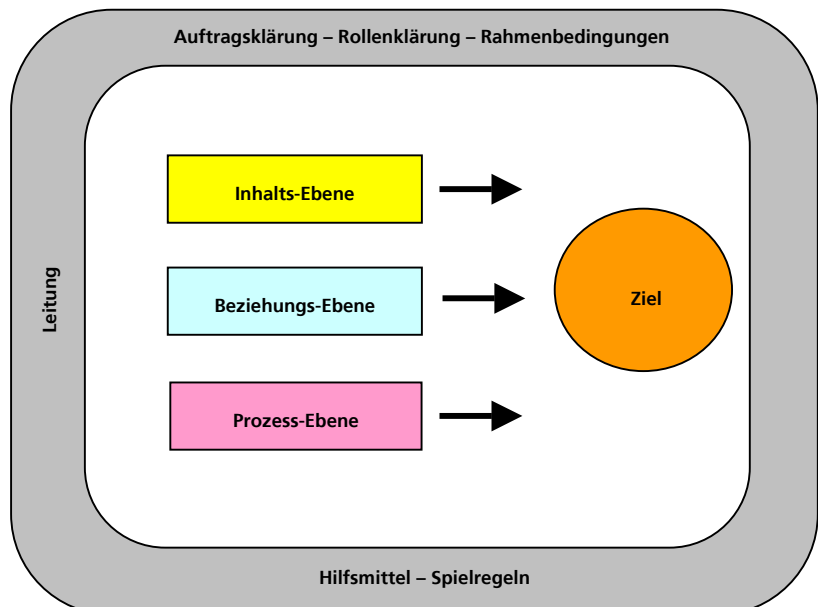 Auftragsklärung – Rollenklärung – Rahmenbedingungen
Inhalts-Ebene
Leitung
Beziehungs-Ebene
Ziel
Prozess-Ebene
Hilfsmittel – Spielregeln